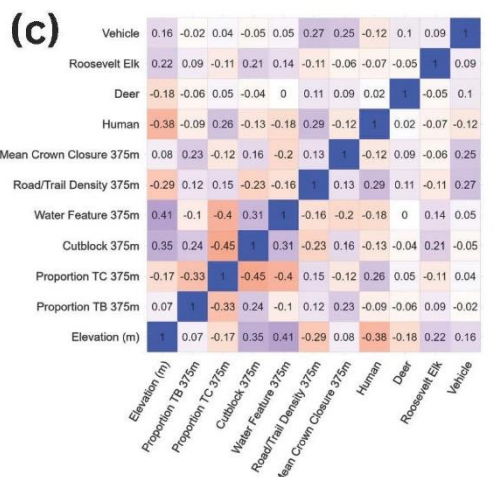 (c)
Vehicle 0.16 -0.02 0.04 -0.05 0.05 0.27 0.25 -0.12 0.1 0.09 1
Roosevelt Elk 0.22 0.09 -0.11 0.21 0.14 -0.11 -0.06 -0.07 -0.05 1 0.09
Deer -0.18 -0.06 0.05 -0.04 0 0.11 0.09 0.02 1 -0.05 0.1
Human -0.38 -0.09 0.26 -0.13 -0.18 0.29 -0.12 1 0.02 -0.07 -0.12
Mean Crown Closure 375m 0.08 0.23 -0.12 0.16 -0.2 0.13 1 -0.12 0.09 -0.06 0.25
Road/Trail Density 375m -0.29 0.12 0.15 -0.23 -0.16 1 0.13 0.29 0.11 -0.11 0.27
Water Feature 375m 0.41 -0.1 -0.4 0.31 1 -0.16 -0.2 -0.18 0 0.14 0.05
Cutblock 375m 0.35 0.24 -0.45 1 0.31 -0.23 0.16 -0.13 -0.04 0.21 -0.05
Proportion TC 375m -0.17 -0.33 1 -0.45 -0.4 0.15 -0.12 0.26 0.05 -0.11 0.04
Proportion TB 375m 0.07 1 -0.33 0.24 -0.1 0.12 0.23 -0.09 -0.06 0.09 -0.02
Elevation (m) 1 0.07 -0.17 0.35 0.41 -0.29 0.08 -0.38 -0.18 0.22 0.16
Elevation (m)
Proportion TB 375m
Proportion TC 375m
Cutblock 375m
Water Feature 375m
Road/Trail Density 375m
Mean Crown Closure 375m
Human
Deer
Roosevelt Elk
Vehicle